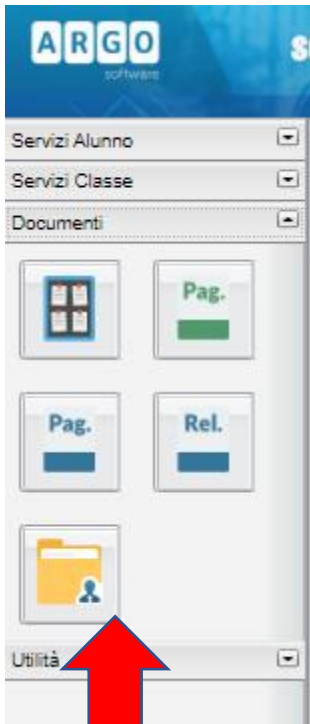 ARGO
software
S
Servizi Alunno
Servizi Classe
Documenti
Pag.
Pag.
Rel.
Utilità